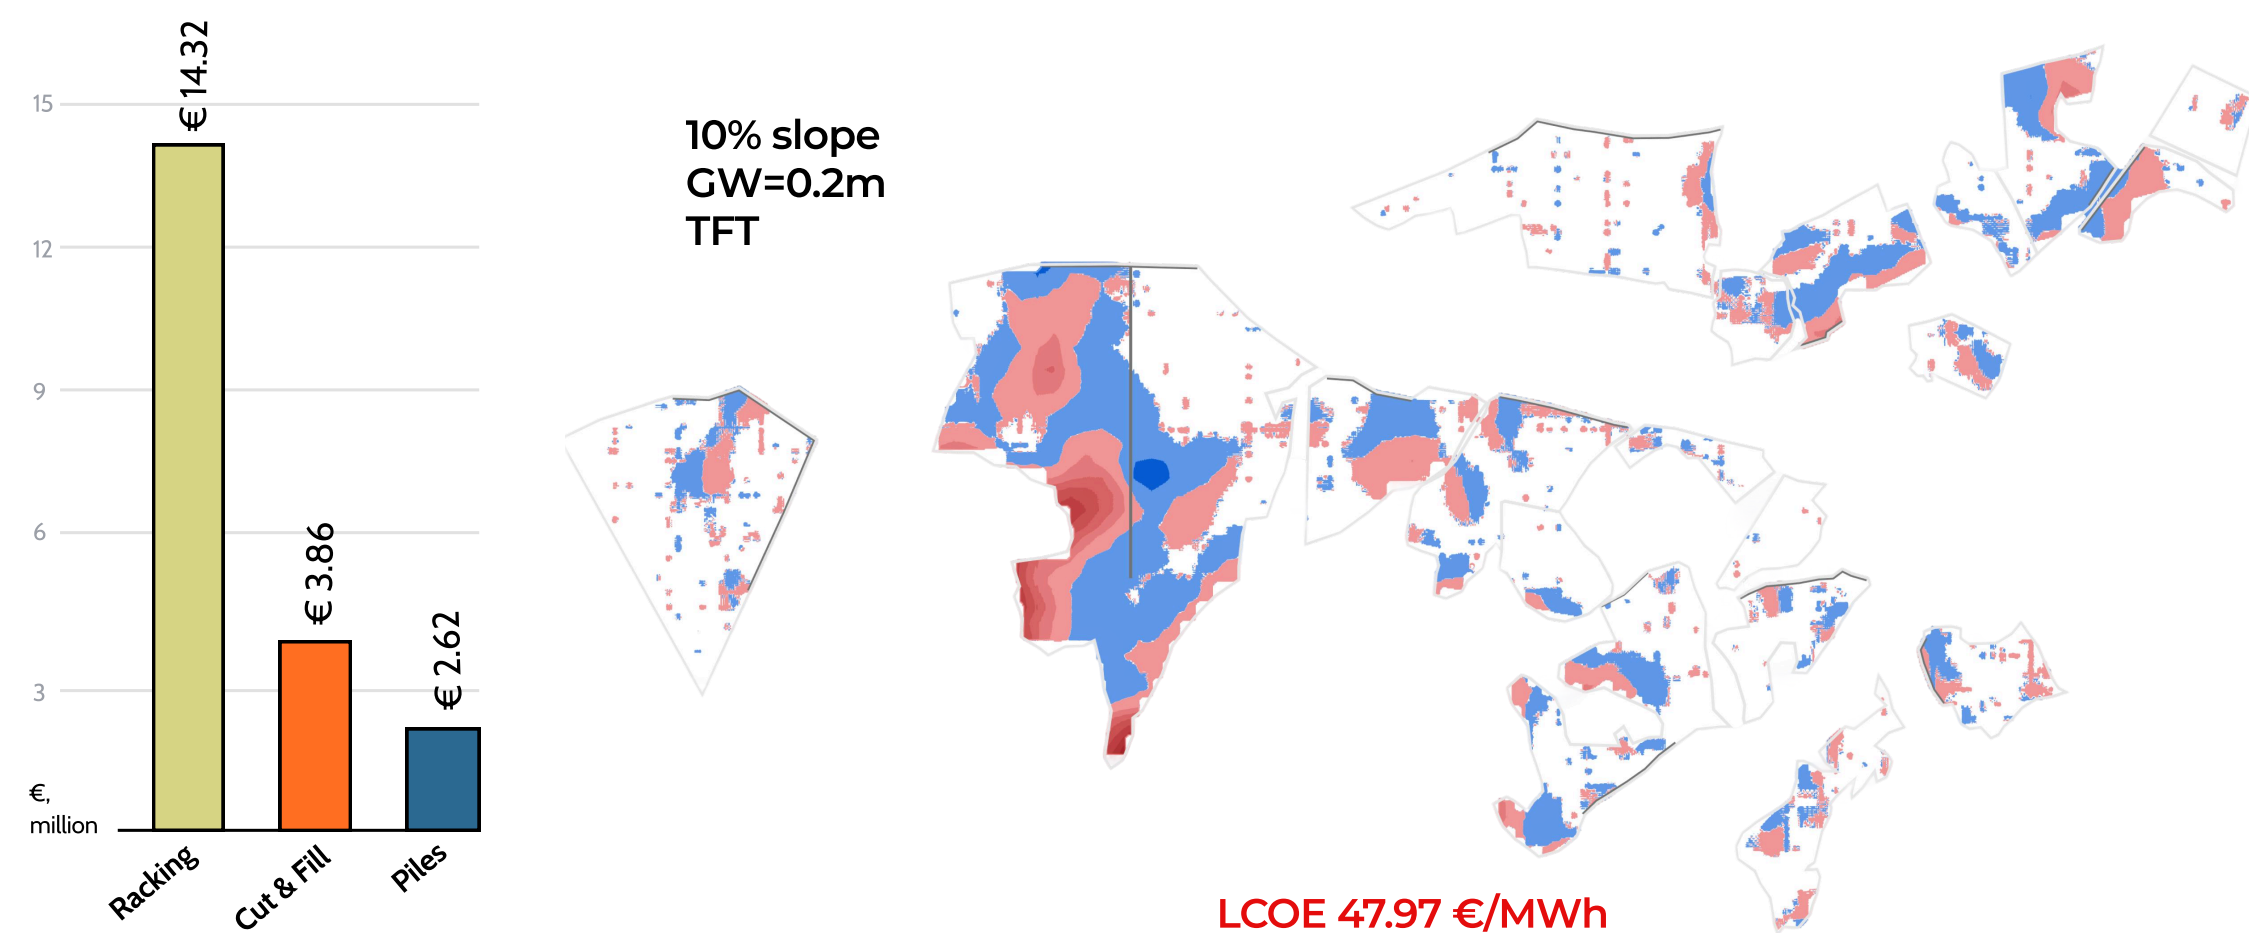 € 14.32
15
12
9
6
3
€ 3.86
€ 2.62
€,
million
Racking
Cut & Fill
Piles
10% slope
GW=0.2m
TFT
LCOE 47.97 €/MWh